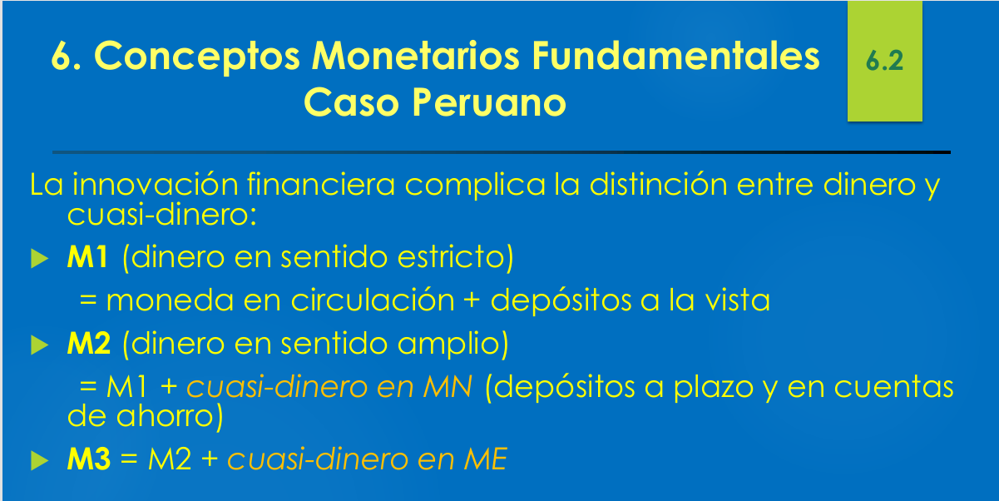 6. Conceptos Monetarios Fundamentales
Caso Peruano
6.2
La innovación financiera complica la distinción entre dinero y
cuasi-dinero:
M1 (dinero en sentido estricto)
= moneda en circulación + depósitos a la vista
M2 (dinero en sentido amplio)
= M1 + cuasi-dinero en MN (depósitos a plazo y en cuentas
de ahorro)
M3 = M2 + cuasi-dinero en ME